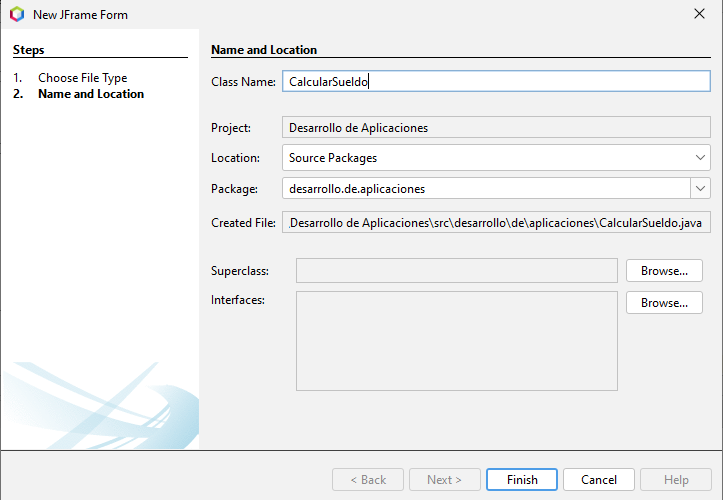 New JFrame Form
Steps
1. Choose File Type
2. Name and Location
Name and Location
Class Name: CalcularSueldo
Project: Desarrollo de Aplicaciones
Location: Source Packages
Package: desarrollo.de.aplicaciones
Created File: Desarrollo de Aplicaciones\src\desarrollo\de\aplicaciones\CalcularSueldo.java
Superclass: Browse...
Interfaces: Browse...
< Back Next > Finish Cancel Help